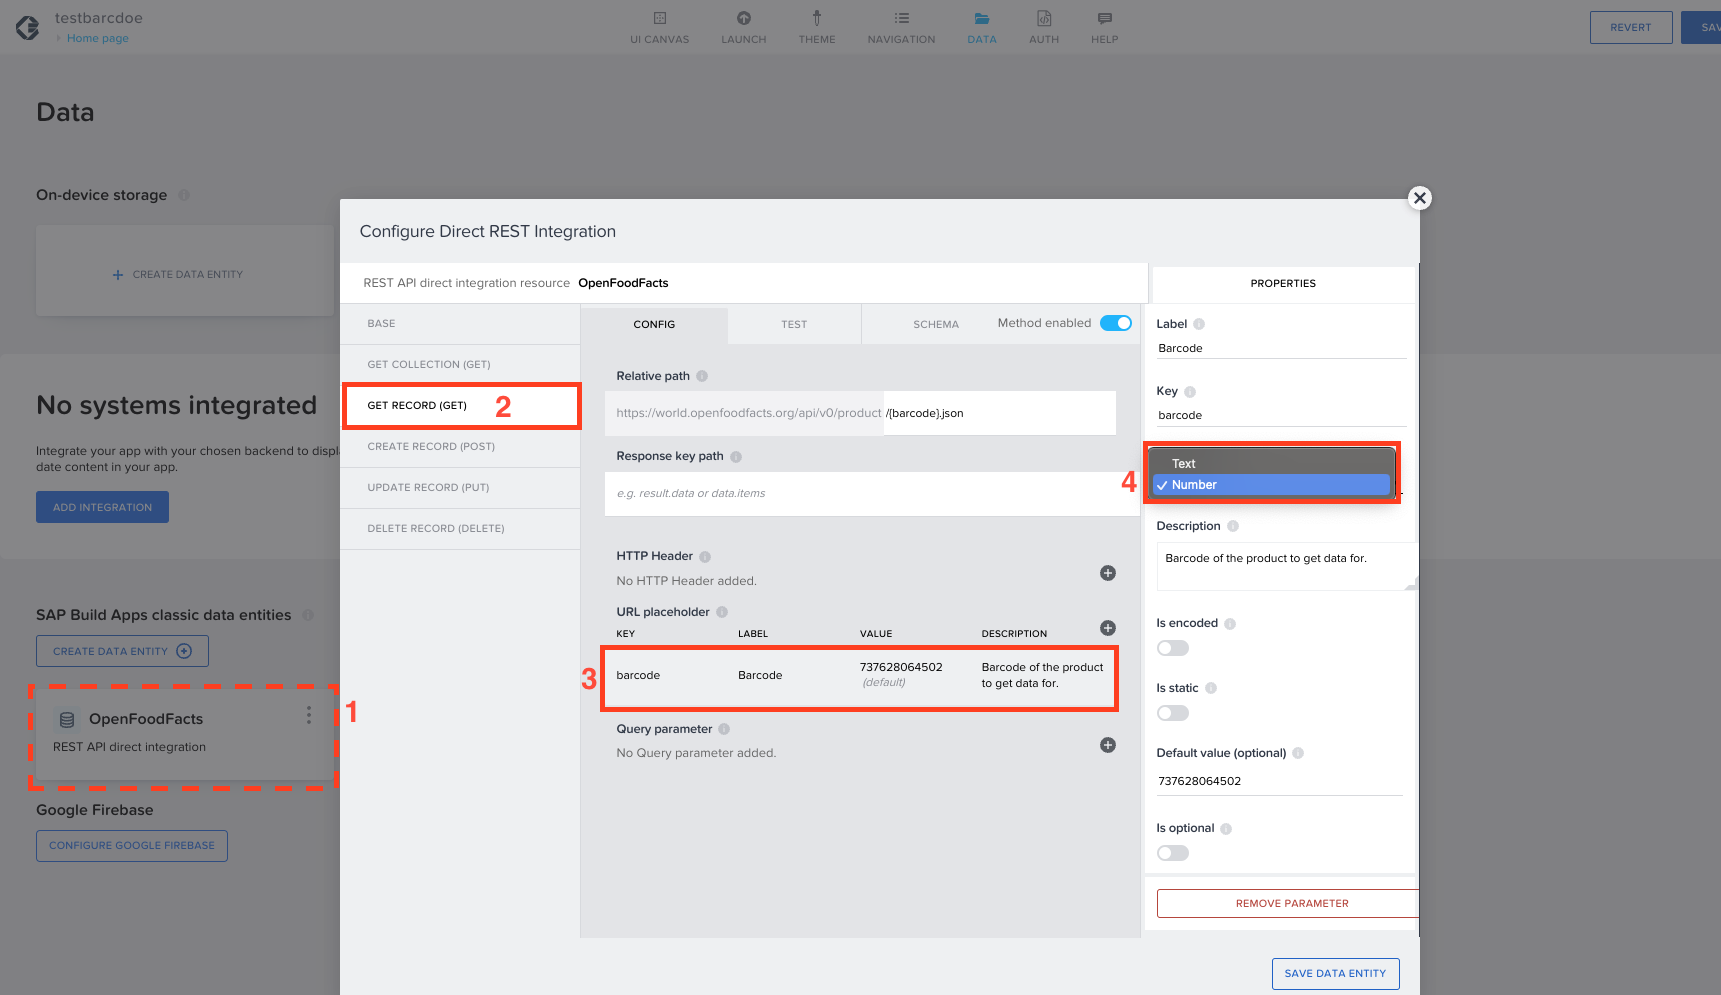 testbarcdoe
Home page
UI CANVAS
LAUNCH
THEME
NAVIGATION
DATA
AUTH
HELP
REVERT
SAV
Data
On-device storage
CREATE DATA ENTITY
No systems integrated
Integrate your app with your chosen backend to displ
date content in your app.
ADD INTEGRATION
SAP Build Apps classic data entities
CREATE DATA ENTITY
OpenFoodFacts
REST API direct integration
1
Google Firebase
CONFIGURE GOOGLE FIREBASE
Configure Direct REST Integration
REST API direct integration resource OpenFoodFacts
BASE
GET COLLECTION (GET)
GET RECORD (GET)
2
CREATE RECORD (POST)
UPDATE RECORD (PUT)
DELETE RECORD (DELETE)
CONFIG
TEST
SCHEMA
Method enabled
Relative path
https://world.openfoodfacts.org/api/v0/product /{barcode}.json
Response key path
e.g. result.data or data.items
HTTP Header
No HTTP Header added.
URL placeholder
KEY LABEL VALUE DESCRIPTION
3
barcode Barcode 737628064502 (default) Barcode of the product
to get data for.
Query parameter
No Query parameter added.
PROPERTIES
Label
Barcode
Key
barcode
4
Text
Number
Description
Barcode of the product to get data for.
Is encoded
Is static
Default value (optional)
737628064502
Is optional
REMOVE PARAMETER
SAVE DATA ENTITY